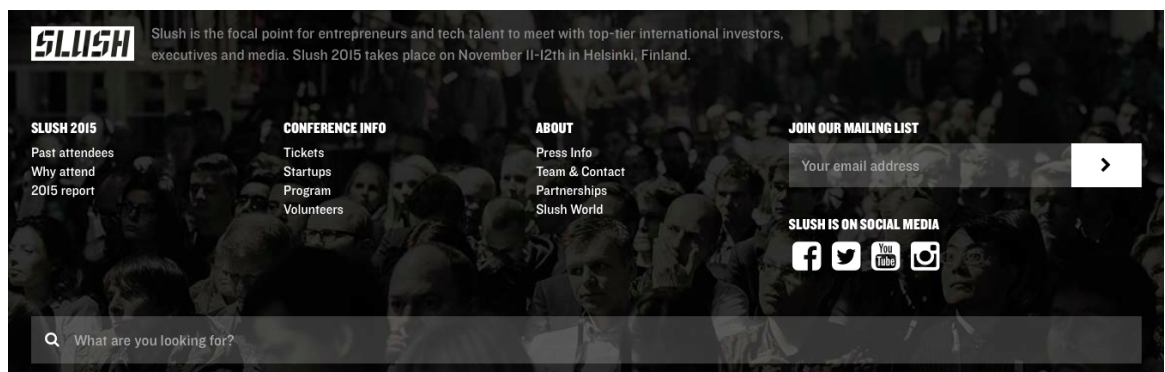 SLUSH
Slush is the focal point for entrepreneurs and tech talent to meet with top-tier international investors,
executives and media. Slush 2015 takes place on November 11-12th in Helsinki, Finland.
SLUSH 2015
Past attendees
Why attend
2015 report
CONFERENCE INFO
Tickets
Startups
Program
Volunteers
ABOUT
Press Info
Team & Contact
Partnerships
Slush World
JOIN OUR MAILING LIST
Your email address
SLUSH IS ON SOCIAL MEDIA
You
Tube
What are you looking for?